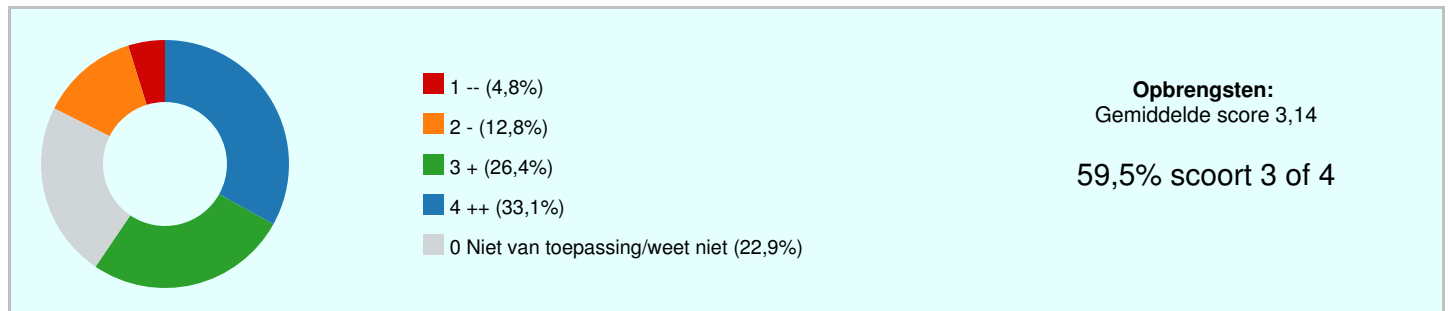 1 -- (4,8%)
2 - (12,8%)
3 + (26,4%)
4 ++ (33,1%)
0 Niet van toepassing/weet niet (22,9%)
Opbrengsten:
Gemiddelde score 3,14
59,5% scoort 3 of 4